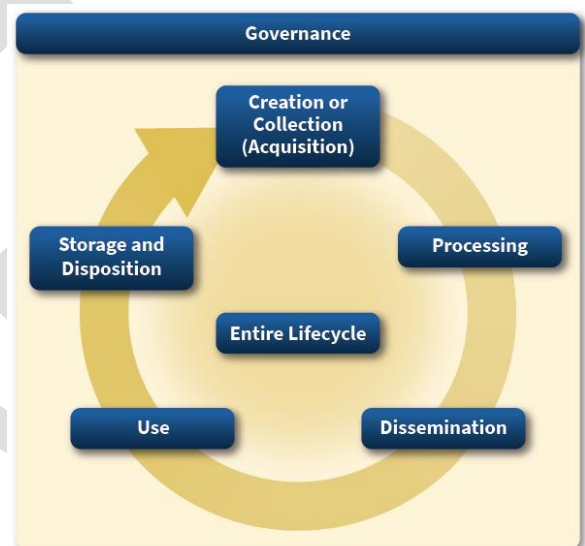 Governance
Creation or
Collection
(Acquisition)
Processing
Storage and
Disposition
Entire Lifecycle
Use
Dissemination